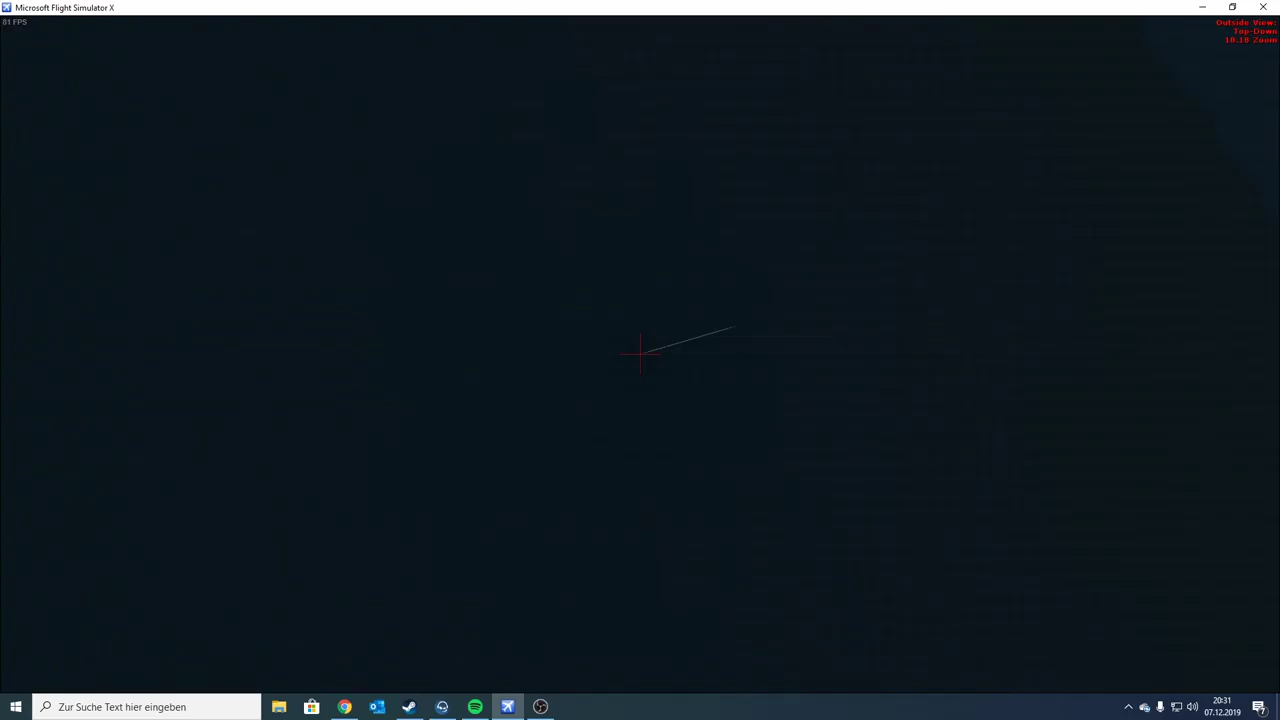 Microsoft Flight Simulator X
81 FPS
Outside View:
Top-Down
10.10 Zoom
Zur Suche Text hier eingeben
20:31
07.12.2019
7